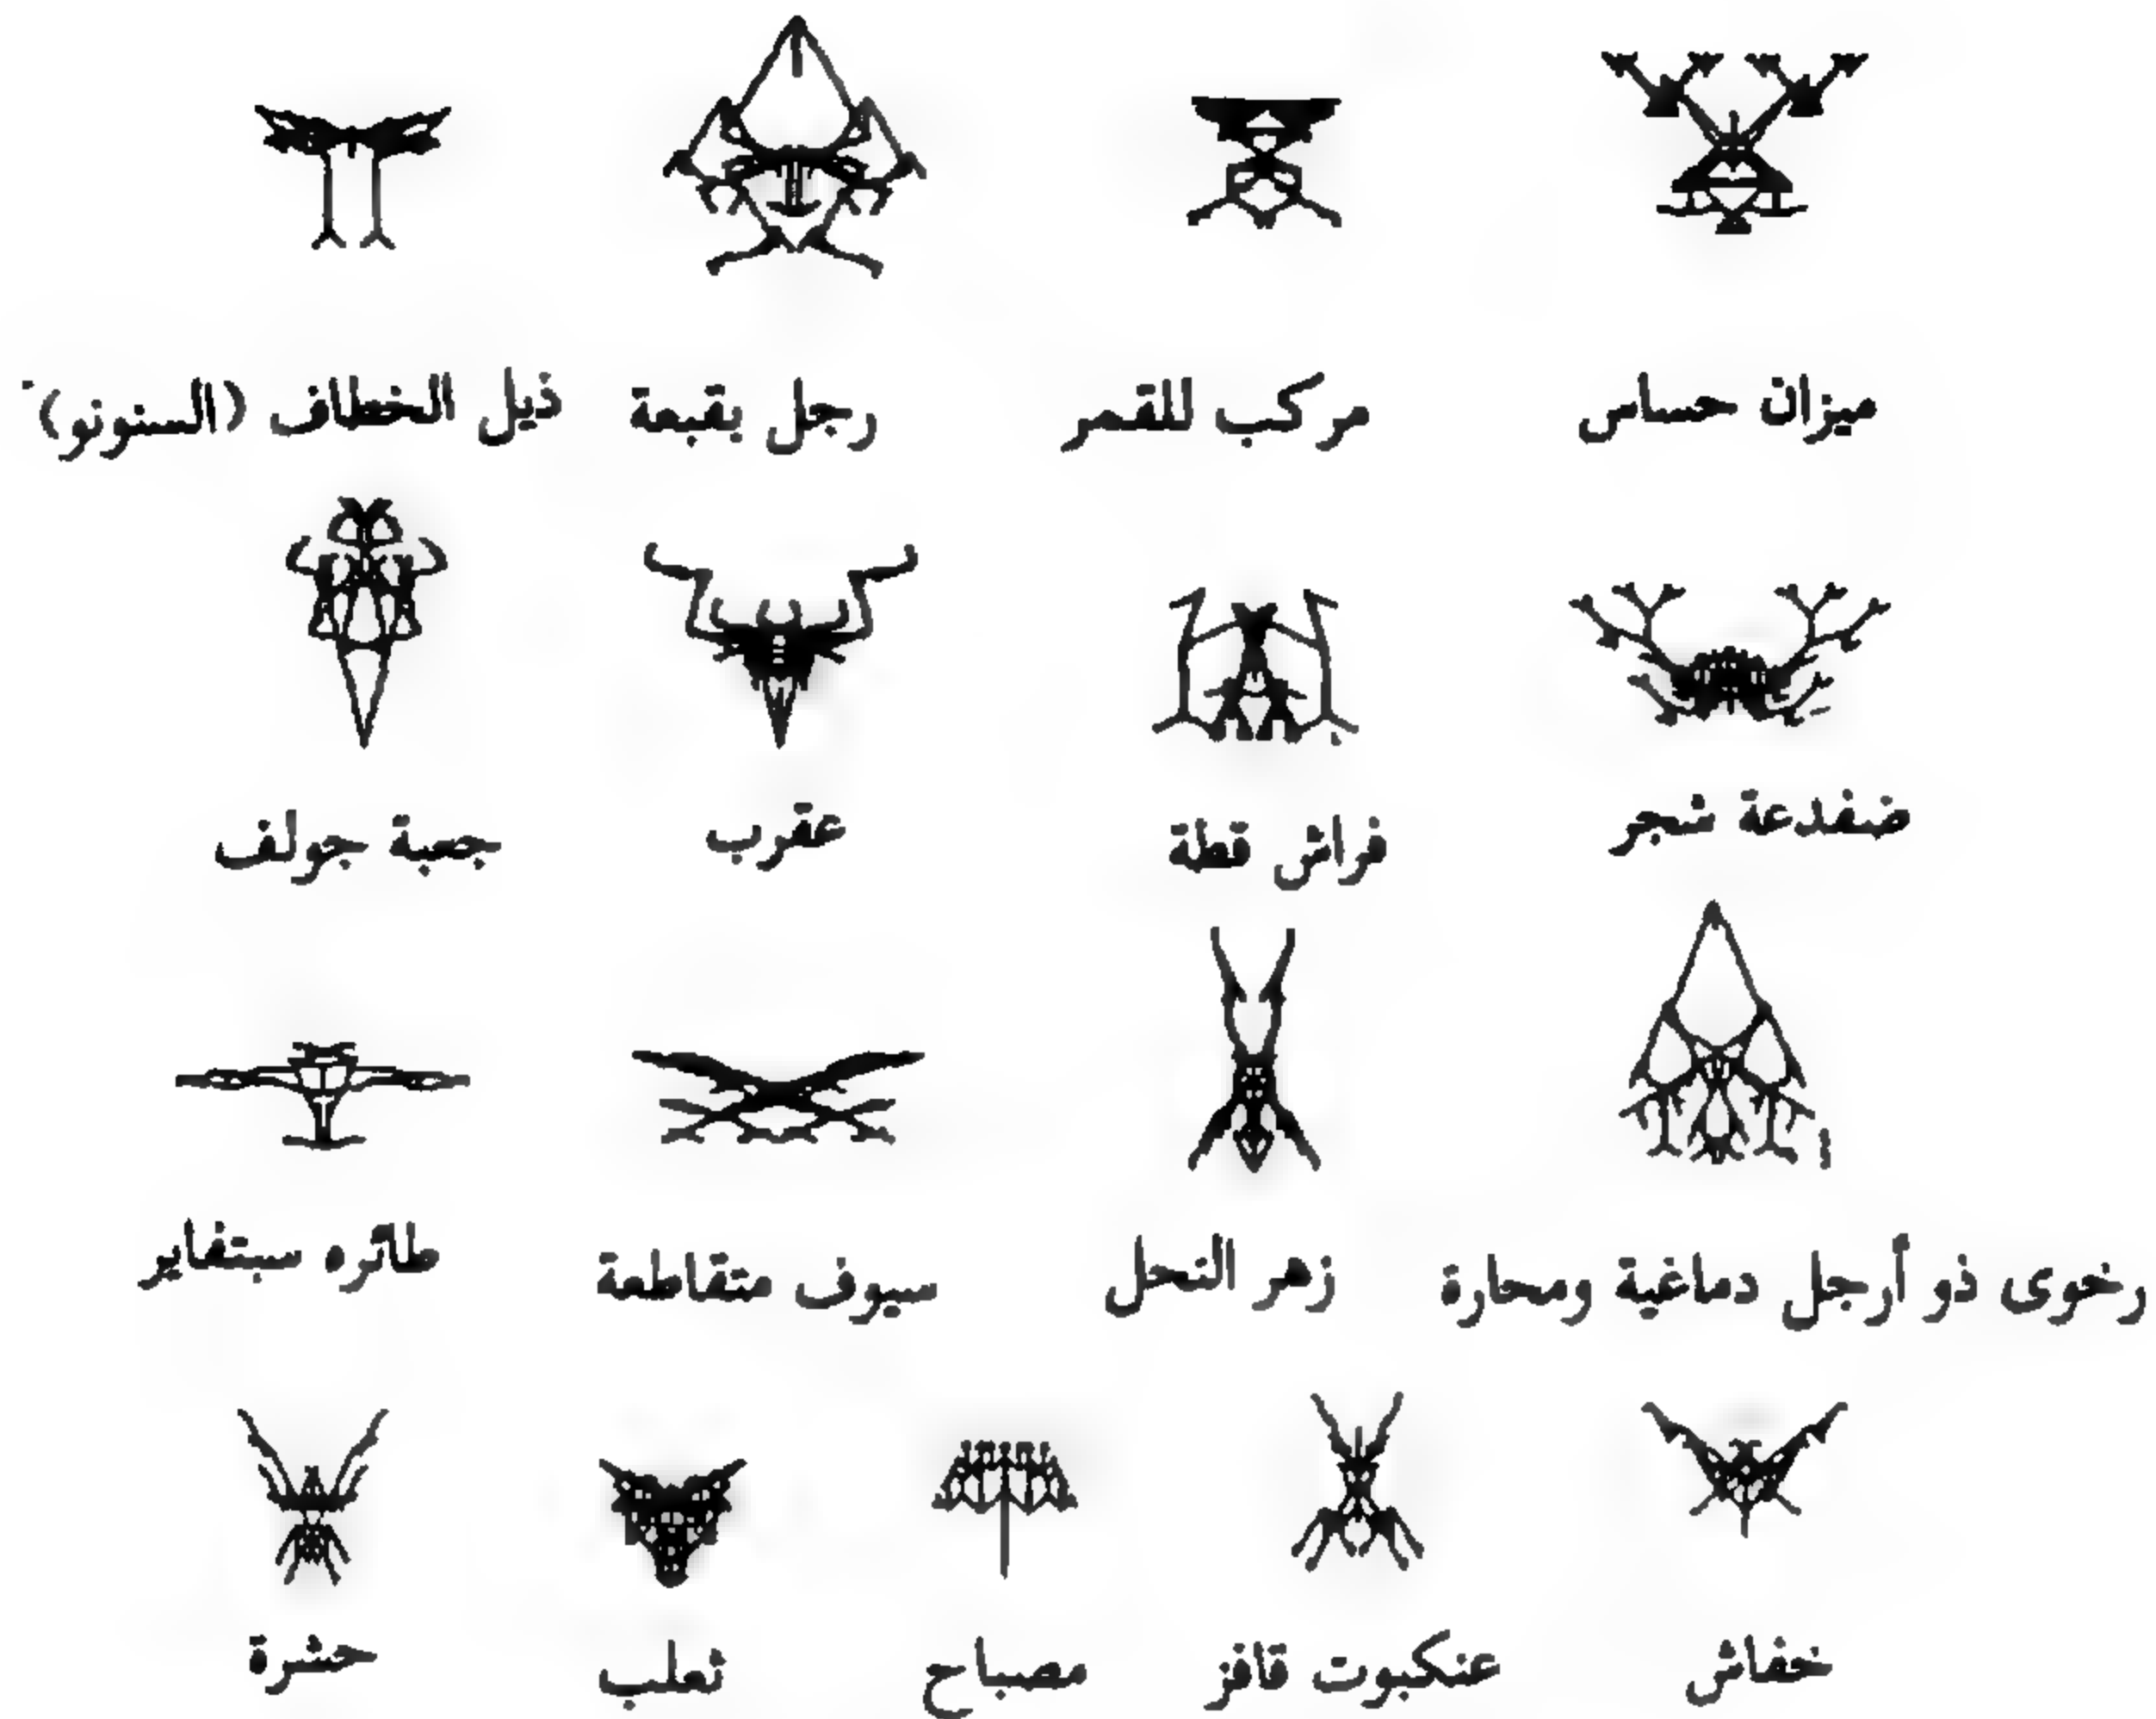 ميزان حساس مركب للقمر رجل بقبعة ذيل الخطاف (السنونو)
ضفدعة شجر فراش قطة عقرب جعبة جولف
رخوى ذو أرجل دماغية ومحارة زهر النحل سيوف متقاطعة طائره سبتفاير
خفاش عنكبوت قافز مصباح ثعلب حشرة